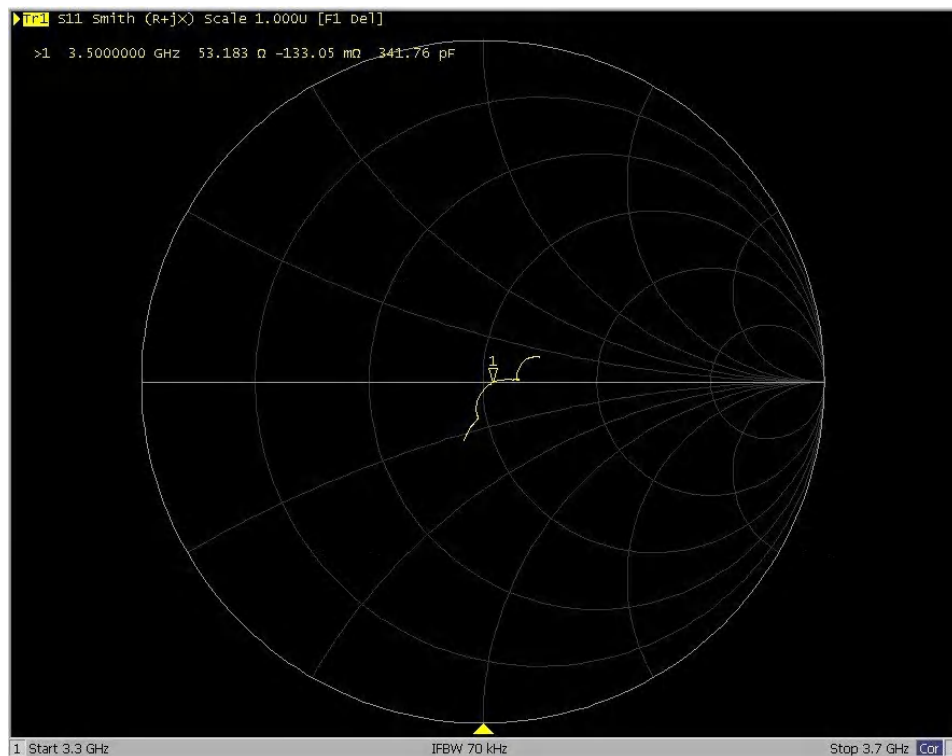 Tr1 S11 Smith (R+jX) Scale 1.000U [F1 Del]
>1 3.5000000 GHz 53.183 Ω -133.05 mΩ 341.76 pF
1
1 Start 3.3 GHz IFBW 70 kHz Stop 3.7 GHz Cor